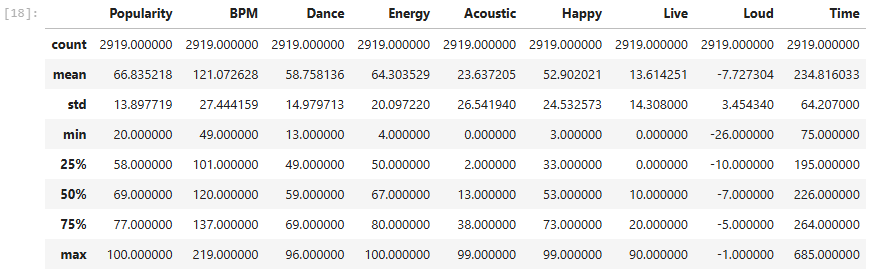 [18]: Popularity BPM Dance Energy Acoustic Happy Live Loud Time
count 2919.000000 2919.000000 2919.000000 2919.000000 2919.000000 2919.000000 2919.000000 2919.000000 2919.000000
mean 66.835218 121.072628 58.758136 64.303529 23.637205 52.902021 13.614251 -7.727304 234.816033
std 13.897719 27.444159 14.979713 20.097220 26.541940 24.532573 14.308000 3.454340 64.207000
min 20.000000 49.000000 13.000000 4.000000 0.000000 3.000000 0.000000 -26.000000 75.000000
25% 58.000000 101.000000 49.000000 50.000000 2.000000 33.000000 0.000000 -10.000000 195.000000
50% 69.000000 120.000000 59.000000 67.000000 13.000000 53.000000 10.000000 -7.000000 226.000000
75% 77.000000 137.000000 69.000000 80.000000 38.000000 73.000000 20.000000 -5.000000 264.000000
max 100.000000 219.000000 96.000000 100.000000 99.000000 99.000000 90.000000 -1.000000 685.000000